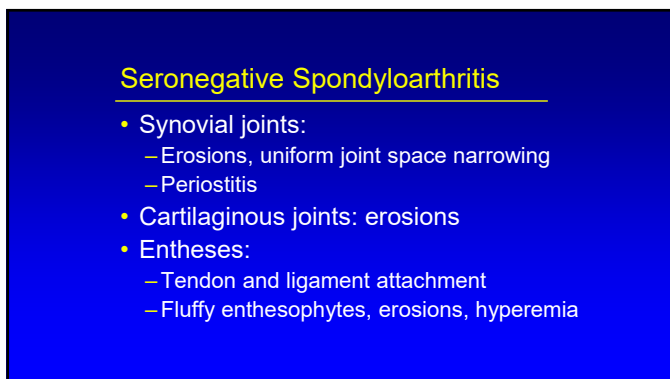 Seronegative Spondyloarthritis
• Synovial joints:
–Erosions, uniform joint space narrowing
–Periostitis
• Cartilaginous joints: erosions
• Entheses:
–Tendon and ligament attachment
–Fluffy enthesophytes, erosions, hyperemia